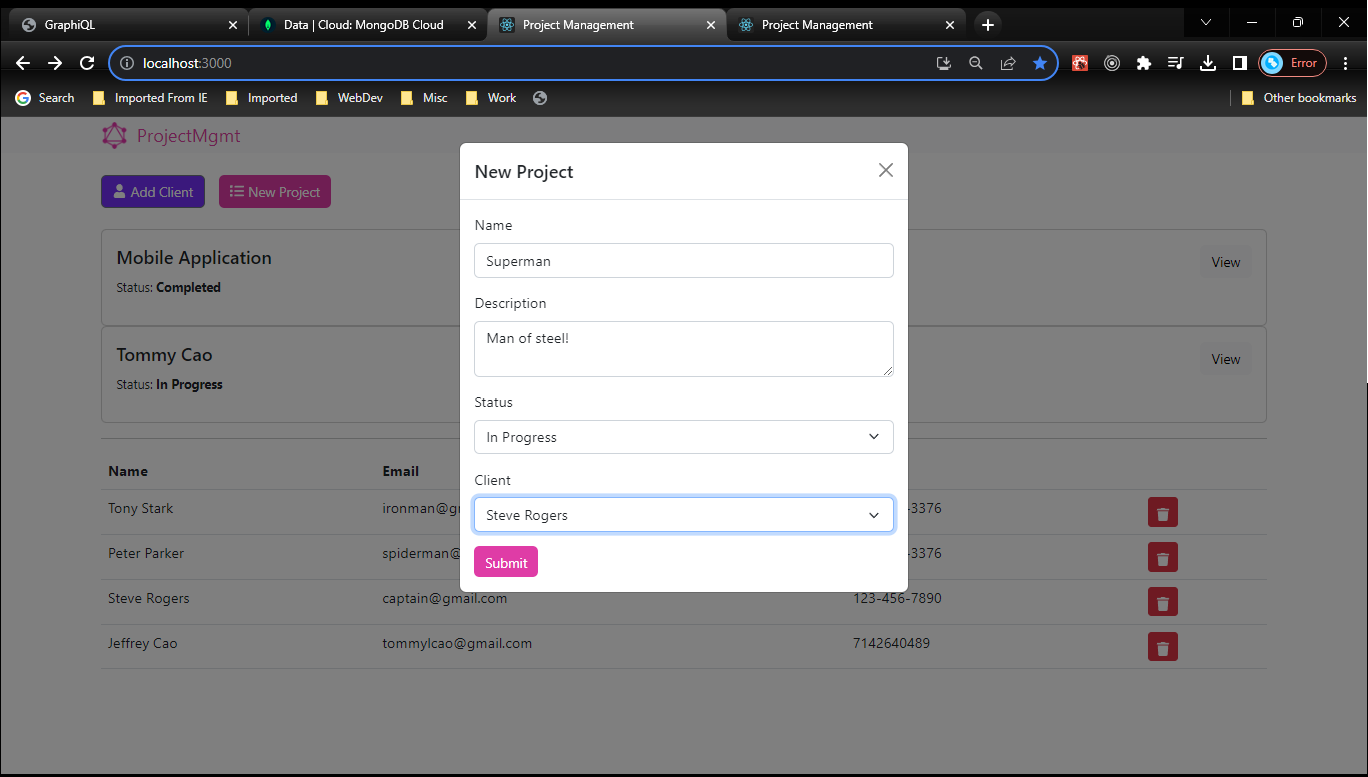 GraphiQL
Data | Cloud: MongoDB Cloud
Project Management
Project Management
localhost:3000
Error
Search
Imported From IE
Imported
WebDev
Misc
Work
Other bookmarks
ProjectMgmt
Add Client
New Project
Mobile Application
Status: Completed
View
Tommy Cao
Status: In Progress
View
New Project
Name
Superman
Description
Man of steel!
Status
In Progress
Client
Steve Rogers
Submit
Name Email
Tony Stark ironman@ -3376
Peter Parker spiderman@ -3376
Steve Rogers captain@gmail.com 123-456-7890
Jeffrey Cao tommylcao@gmail.com 7142640489